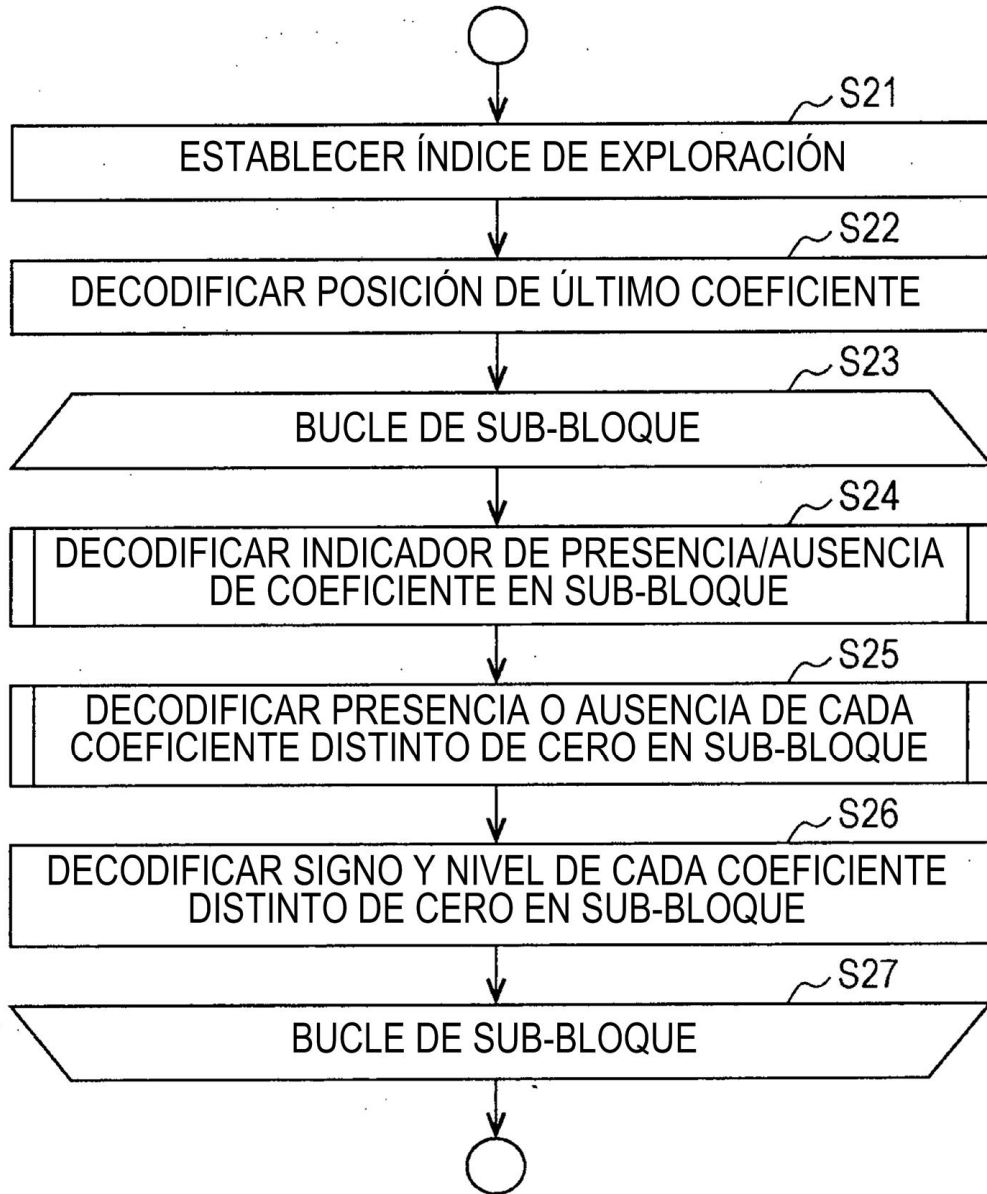 S21
ESTABLECER ÍNDICE DE EXPLORACIÓN
S22
DECODIFICAR POSICIÓN DE ÚLTIMO COEFICIENTE
S23
BUCLE DE SUB-BLOQUE
S24
DECODIFICAR INDICADOR DE PRESENCIA/AUSENCIA
DE COEFICIENTE EN SUB-BLOQUE
S25
DECODIFICAR PRESENCIA O AUSENCIA DE CADA
COEFICIENTE DISTINTO DE CERO EN SUB-BLOQUE
S26
DECODIFICAR SIGNO Y NIVEL DE CADA COEFICIENTE
DISTINTO DE CERO EN SUB-BLOQUE
S27
BUCLE DE SUB-BLOQUE